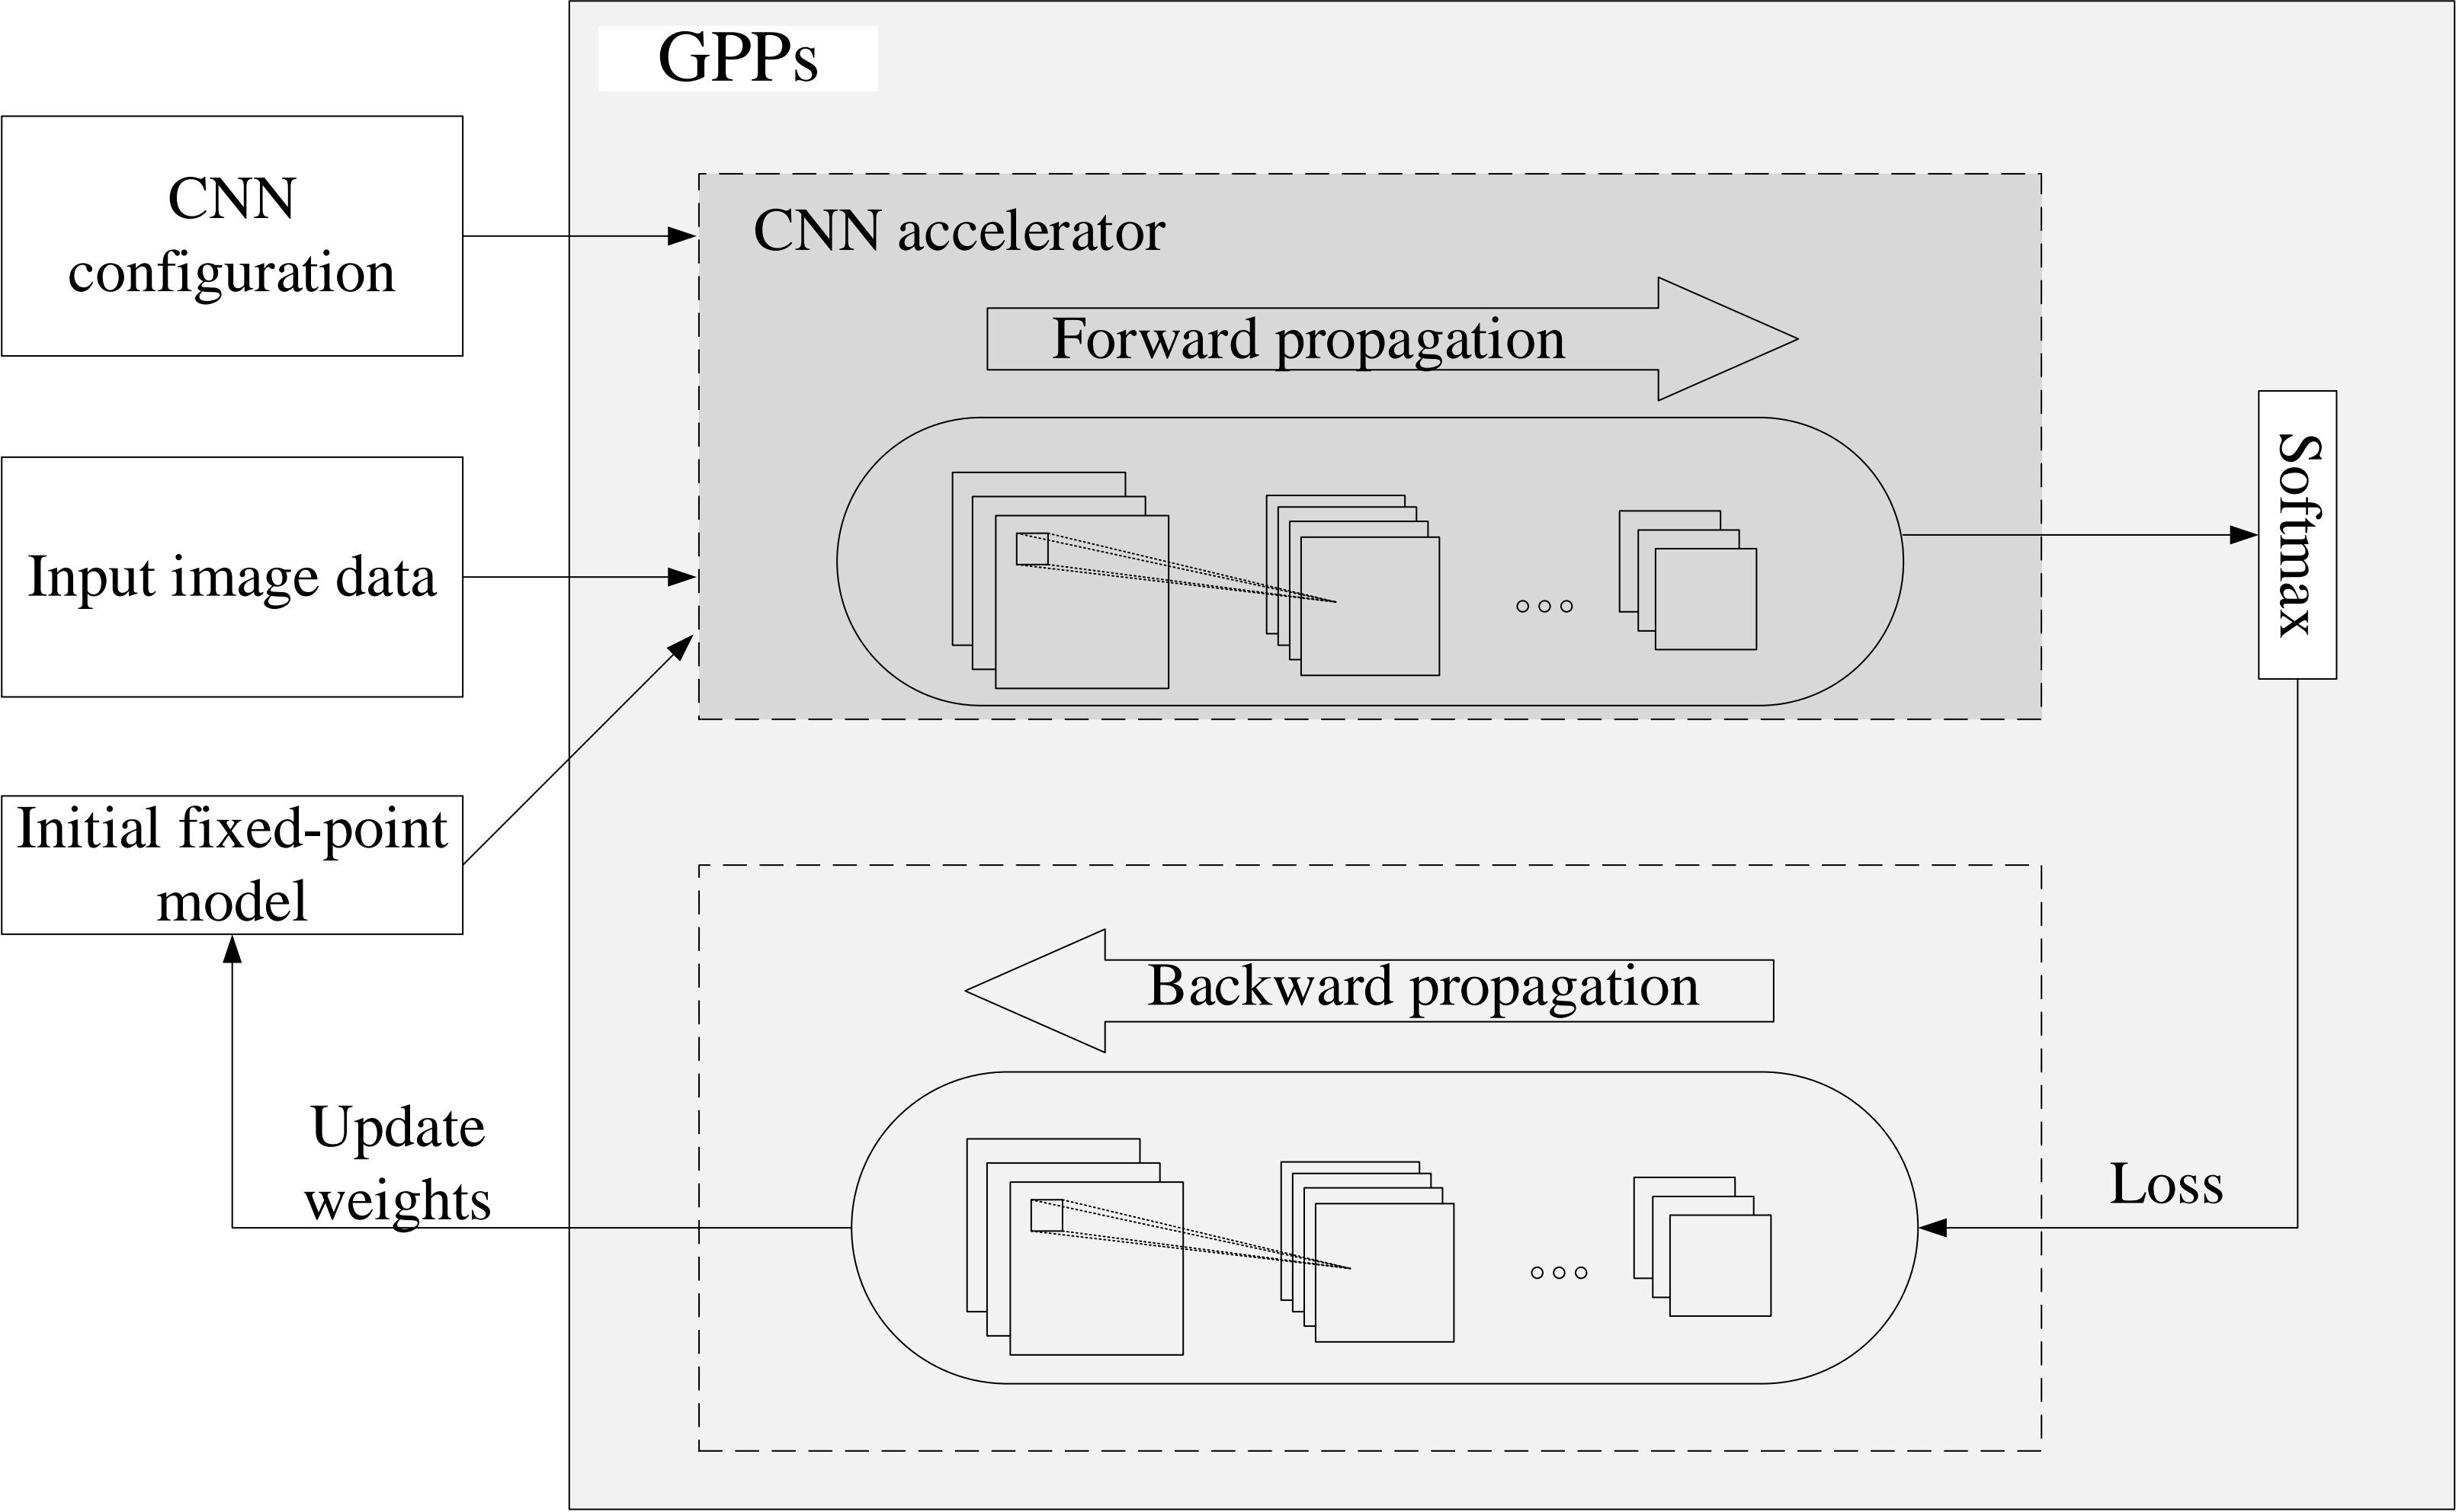 GPPs
CNN
configuration
CNN accelerator
Forward propagation
Input image data
Softmax
Initial fixed-point
model
Backward propagation
Update
weights
Loss